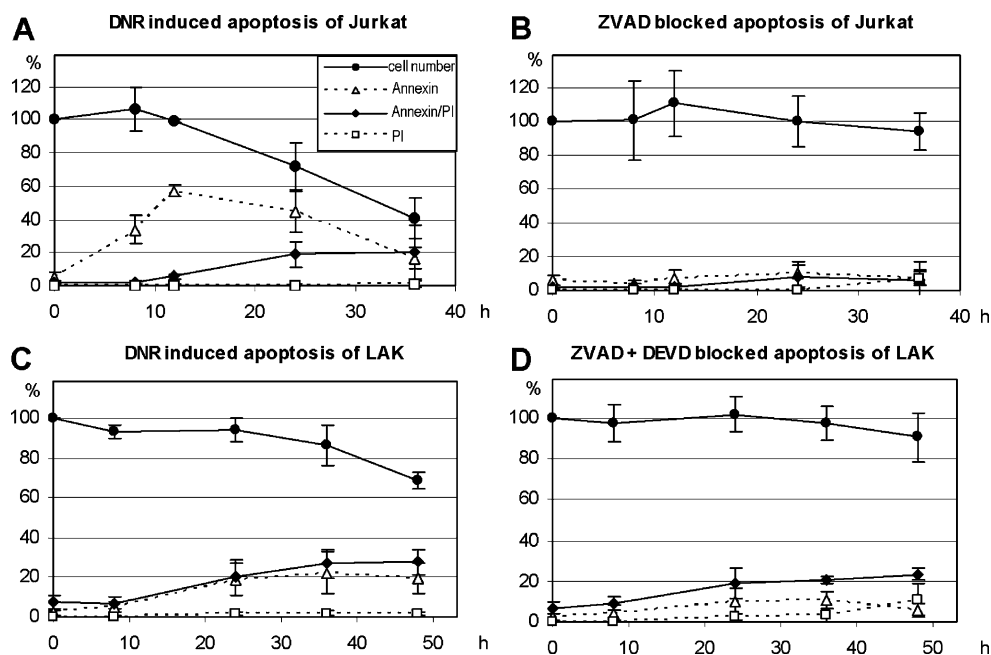 A DNR induced apoptosis of Jurkat
%
120
100
80
60
40
20
0
0 10 20 30 40 h
cell number
Annexin
Annexin/PI
PI
B ZVAD blocked apoptosis of Jurkat
%
120
100
80
60
40
20
0
0 10 20 30 40 h
C DNR induced apoptosis of LAK
%
100
80
60
40
20
0
0 10 20 30 40 50 h
D ZVAD + DEVD blocked apoptosis of LAK
%
100
80
60
40
20
0
0 10 20 30 40 50 h